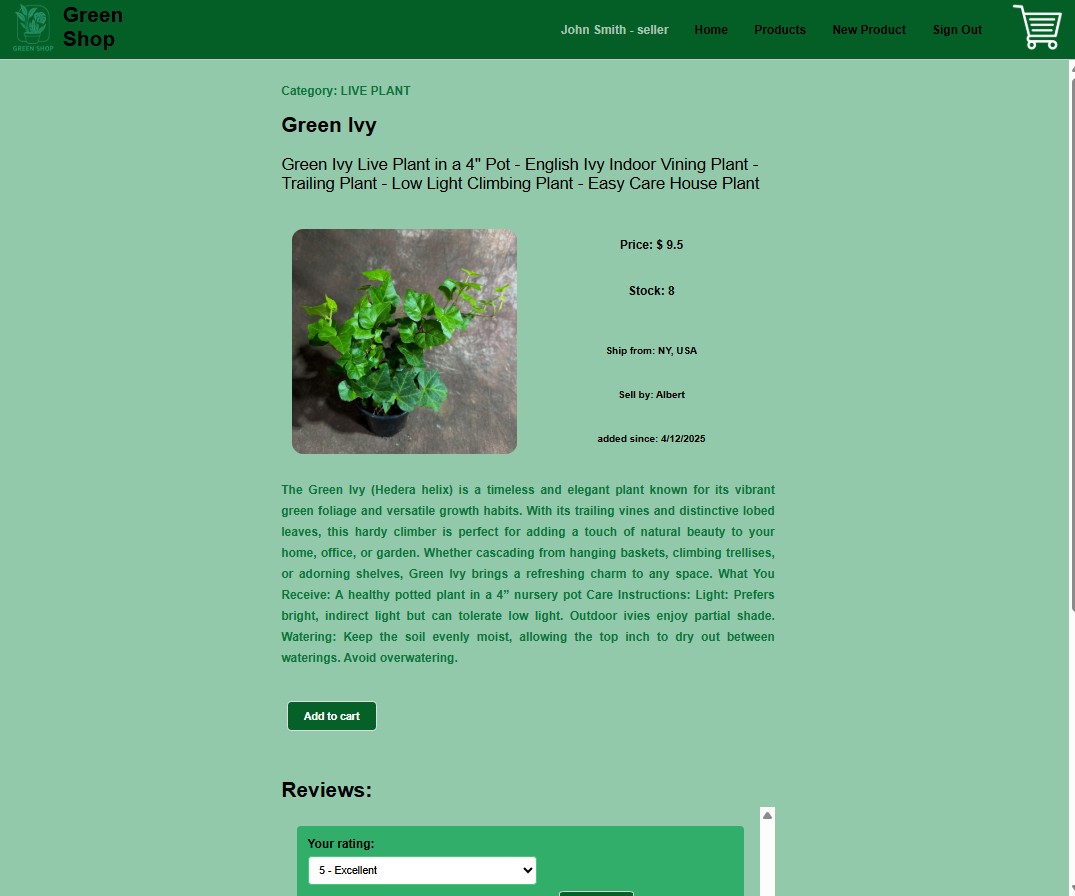 GREEN SHOP
Green
Shop
John Smith - seller
Home
Products
New Product
Sign Out
Category: LIVE PLANT
Green Ivy
Green Ivy Live Plant in a 4" Pot - English Ivy Indoor Vining Plant -
Trailing Plant - Low Light Climbing Plant - Easy Care House Plant
Price: $ 9.5
Stock: 8
Ship from: NY, USA
Sell by: Albert
added since: 4/12/2025
The Green Ivy (Hedera helix) is a timeless and elegant plant known for its vibrant
green foliage and versatile growth habits. With its trailing vines and distinctive lobed
leaves, this hardy climber is perfect for adding a touch of natural beauty to your
home, office, or garden. Whether cascading from hanging baskets, climbing trellises,
or adorning shelves, Green Ivy brings a refreshing charm to any space. What You
Receive: A healthy potted plant in a 4” nursery pot Care Instructions: Light: Prefers
bright, indirect light but can tolerate low light. Outdoor ivies enjoy partial shade.
Watering: Keep the soil evenly moist, allowing the top inch to dry out between
waterings. Avoid overwatering.
Add to cart
Reviews:
Your rating:
5 - Excellent